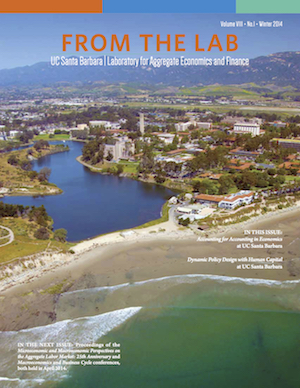 Volume VIII - No.1 - Winter 2014
FROM THE LAB
UC Santa Barbara | Laboratory for Aggregate Economics and Finance
IN THIS ISSUE:
Accounting for Accounting in Economics
at UC Santa Barbara
Dynamic Policy Design with Human Capital
at UC Santa Barbara
IN THE NEXT ISSUE: Proceedings of the
Microeconomic and Macroeconomic Perspectives on
the Aggregate Labor Market: 25th Anniversary and
Macroeconomics and Business Cycle conferences,
both held in April 2014.